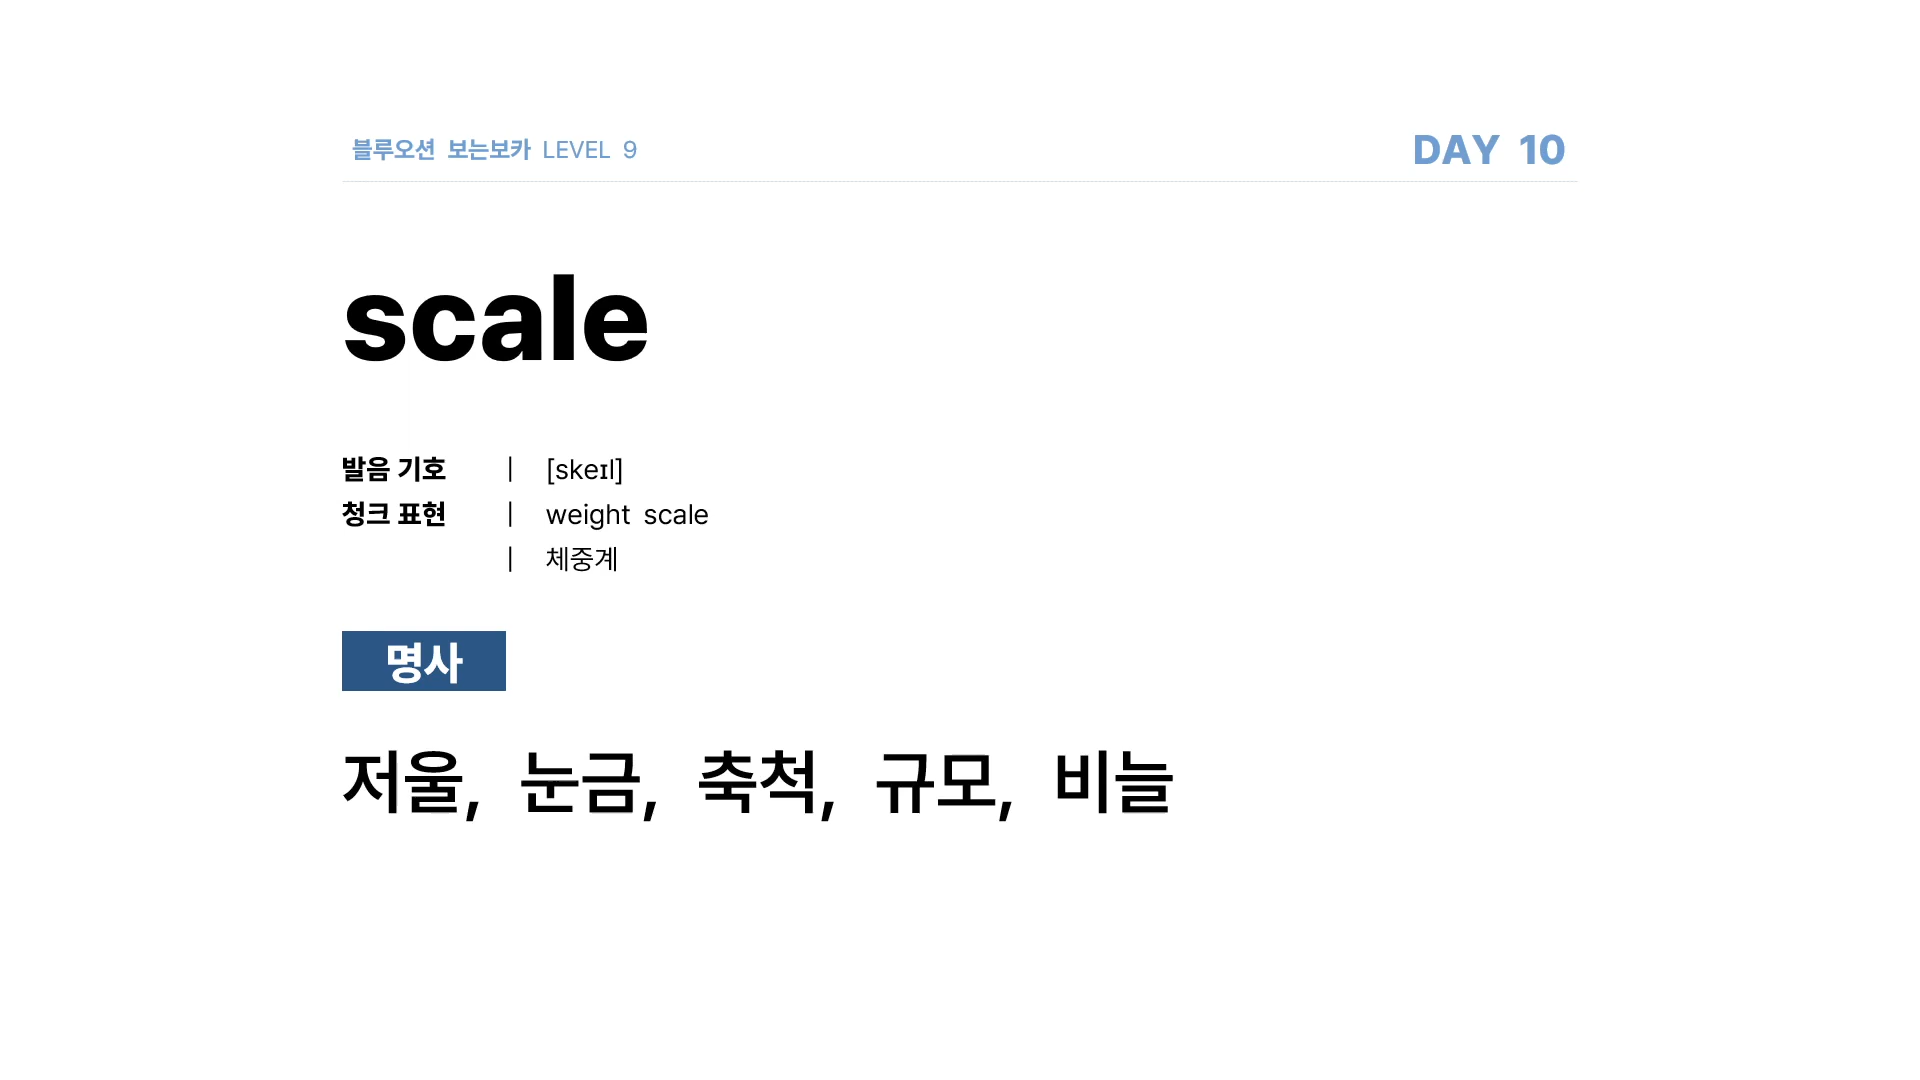 블루오션 보는보카 LEVEL 9
DAY 10
scale
발음 기호 | [skeɪl]
청크 표현 | weight scale
| 체중계
명사
저울, 눈금, 축척, 규모, 비늘